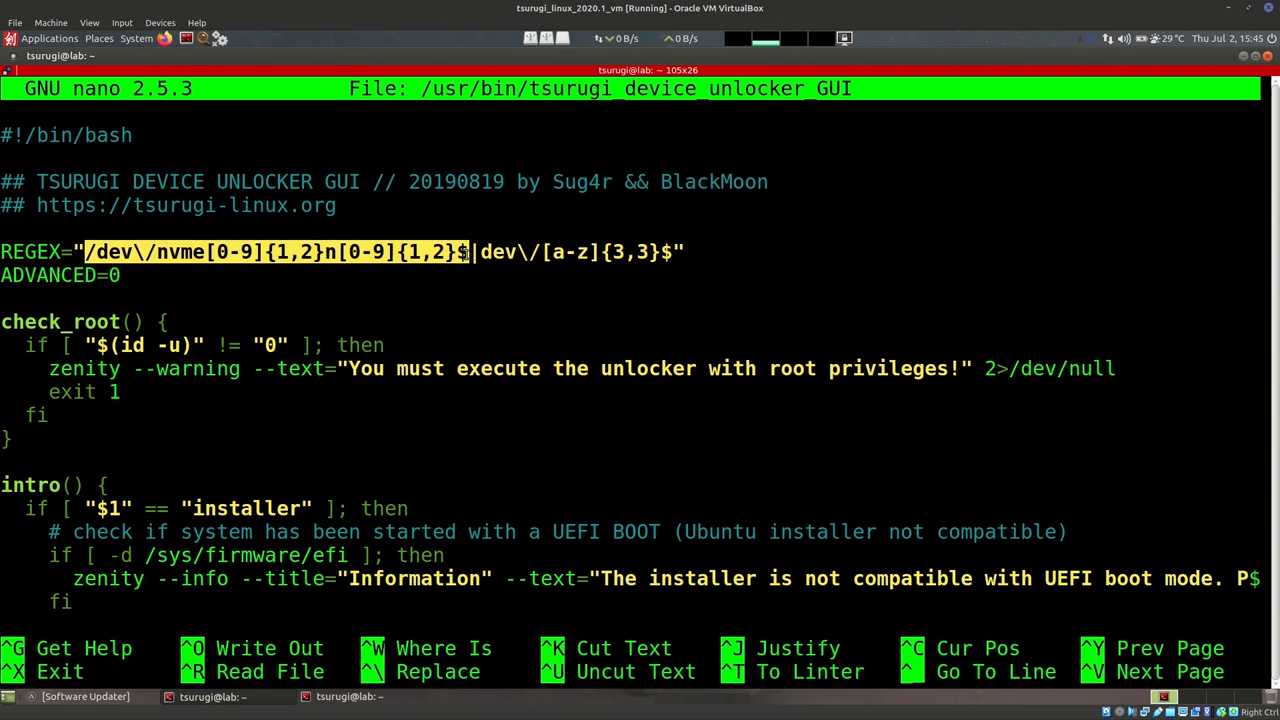 tsurugi_linux_2020.1_vm [Running] - Oracle VM VirtualBox
File Machine View Input Devices Help
Applications Places System 0 B/s 0 B/s 29°C Thu Jul 2, 15:45
tsurugi@lab: ~
tsurugi@lab: ~ 105x26
GNU nano 2.5.3 File: /usr/bin/tsurugi_device_unlocker_GUI
#!/bin/bash
## TSURUGI DEVICE UNLOCKER GUI // 20190819 by Sug4r && BlackMoon
## https://tsurugi-linux.org
REGEX="/dev\/nvme[0-9]{1,2}n[0-9]{1,2}$|dev\/[a-z]{3,3}$"
ADVANCED=0
check_root() {
if [ "$(id -u)" != "0" ]; then
zenity --warning --text="You must execute the unlocker with root privileges!" 2>/dev/null
exit 1
fi
}
intro() {
if [ "$1" == "installer" ]; then
# check if system has been started with a UEFI BOOT (Ubuntu installer not compatible)
if [ -d /sys/firmware/efi ]; then
zenity --info --title="Information" --text="The installer is not compatible with UEFI boot mode. P$
fi
^G Get Help ^O Write Out ^W Where Is ^K Cut Text ^J Justify ^C Cur Pos ^Y Prev Page
^X Exit ^R Read File ^\ Replace ^U Uncut Text ^T To Linter ^_ Go To Line ^V Next Page
[Software Updater] tsurugi@lab: ~ tsurugi@lab: ~
Right Ctrl